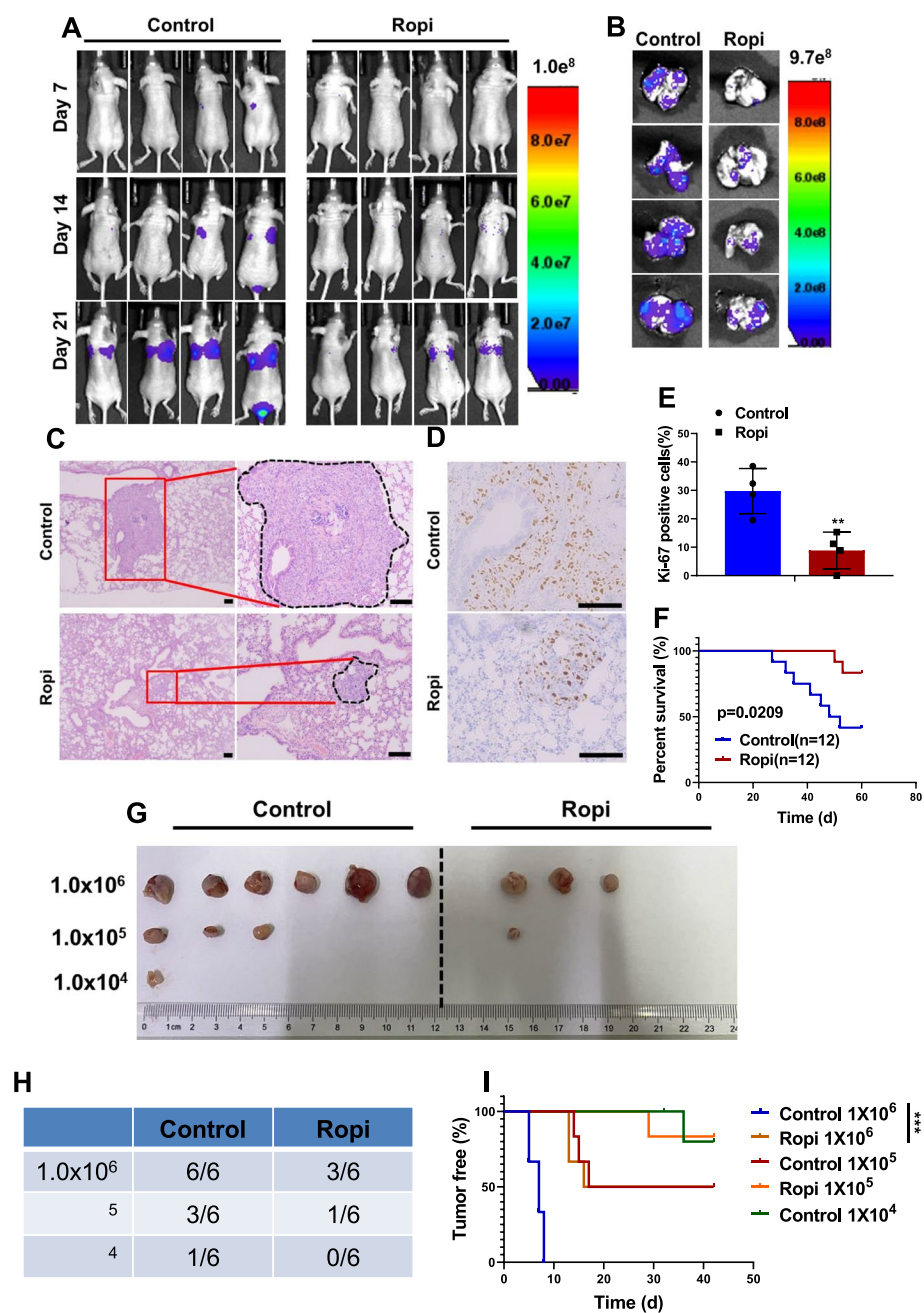 A
Control
Ropi
Day 7
Day 14
Day 21
1.0e8
8.0e7
6.0e7
4.0e7
2.0e7
0.00
B
Control
Ropi
9.7e8
8.0e8
6.0e8
4.0e8
2.0e8
0.00
C
Control
Ropi
D
Control
Ropi
E
Control
Ropi
Ki-67 positive cells(%)
50
40
30
20
10
0
**
F
Percent survival (%)
100
50
0
p=0.0209
Control(n=12)
Ropi(n=12)
0 20 40 60 80
Time (d)
G
Control
Ropi
1.0x10⁶
1.0x10⁵
1.0x10⁴
0 1cm 2 3 4 5 6 7 8 9 10 11 12 13 14 15 16 17 18 19 20 21 22 23 24
H
Control Ropi
1.0x10⁶ 6/6 3/6
5 3/6 1/6
4 1/6 0/6
I
Tumor free (%)
100
50
0
0 10 20 30 40 50
Time (d)
Control 1X10⁶
Ropi 1X10⁶
Control 1X10⁵
Ropi 1X10⁵
Control 1X10⁴
***